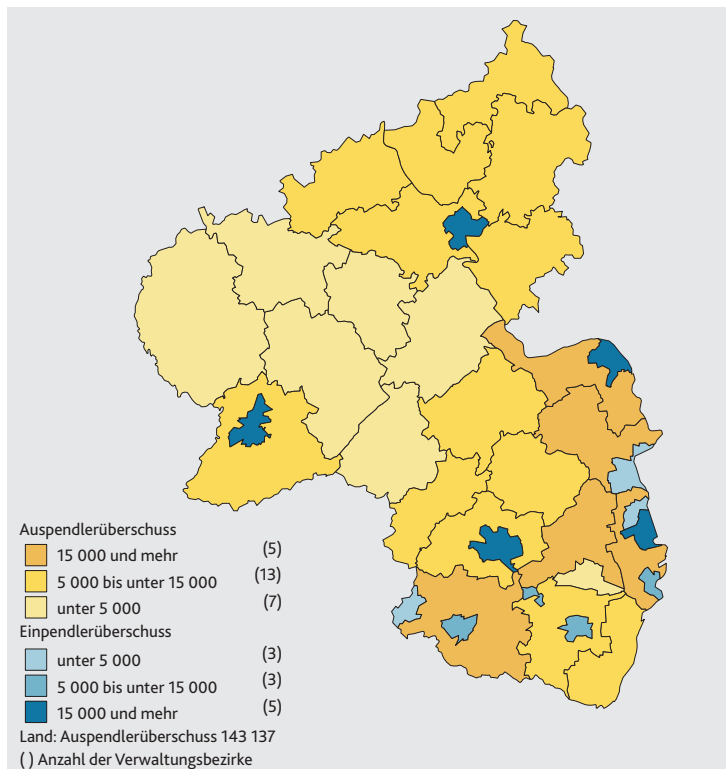 Auspendlerüberschuss
15 000 und mehr (5)
5 000 bis unter 15 000 (13)
unter 5 000 (7)
Einpendlerüberschuss
unter 5 000 (3)
5 000 bis unter 15 000 (3)
15 000 und mehr (5)
Land: Auspendlerüberschuss 143 137
( ) Anzahl der Verwaltungsbezirke